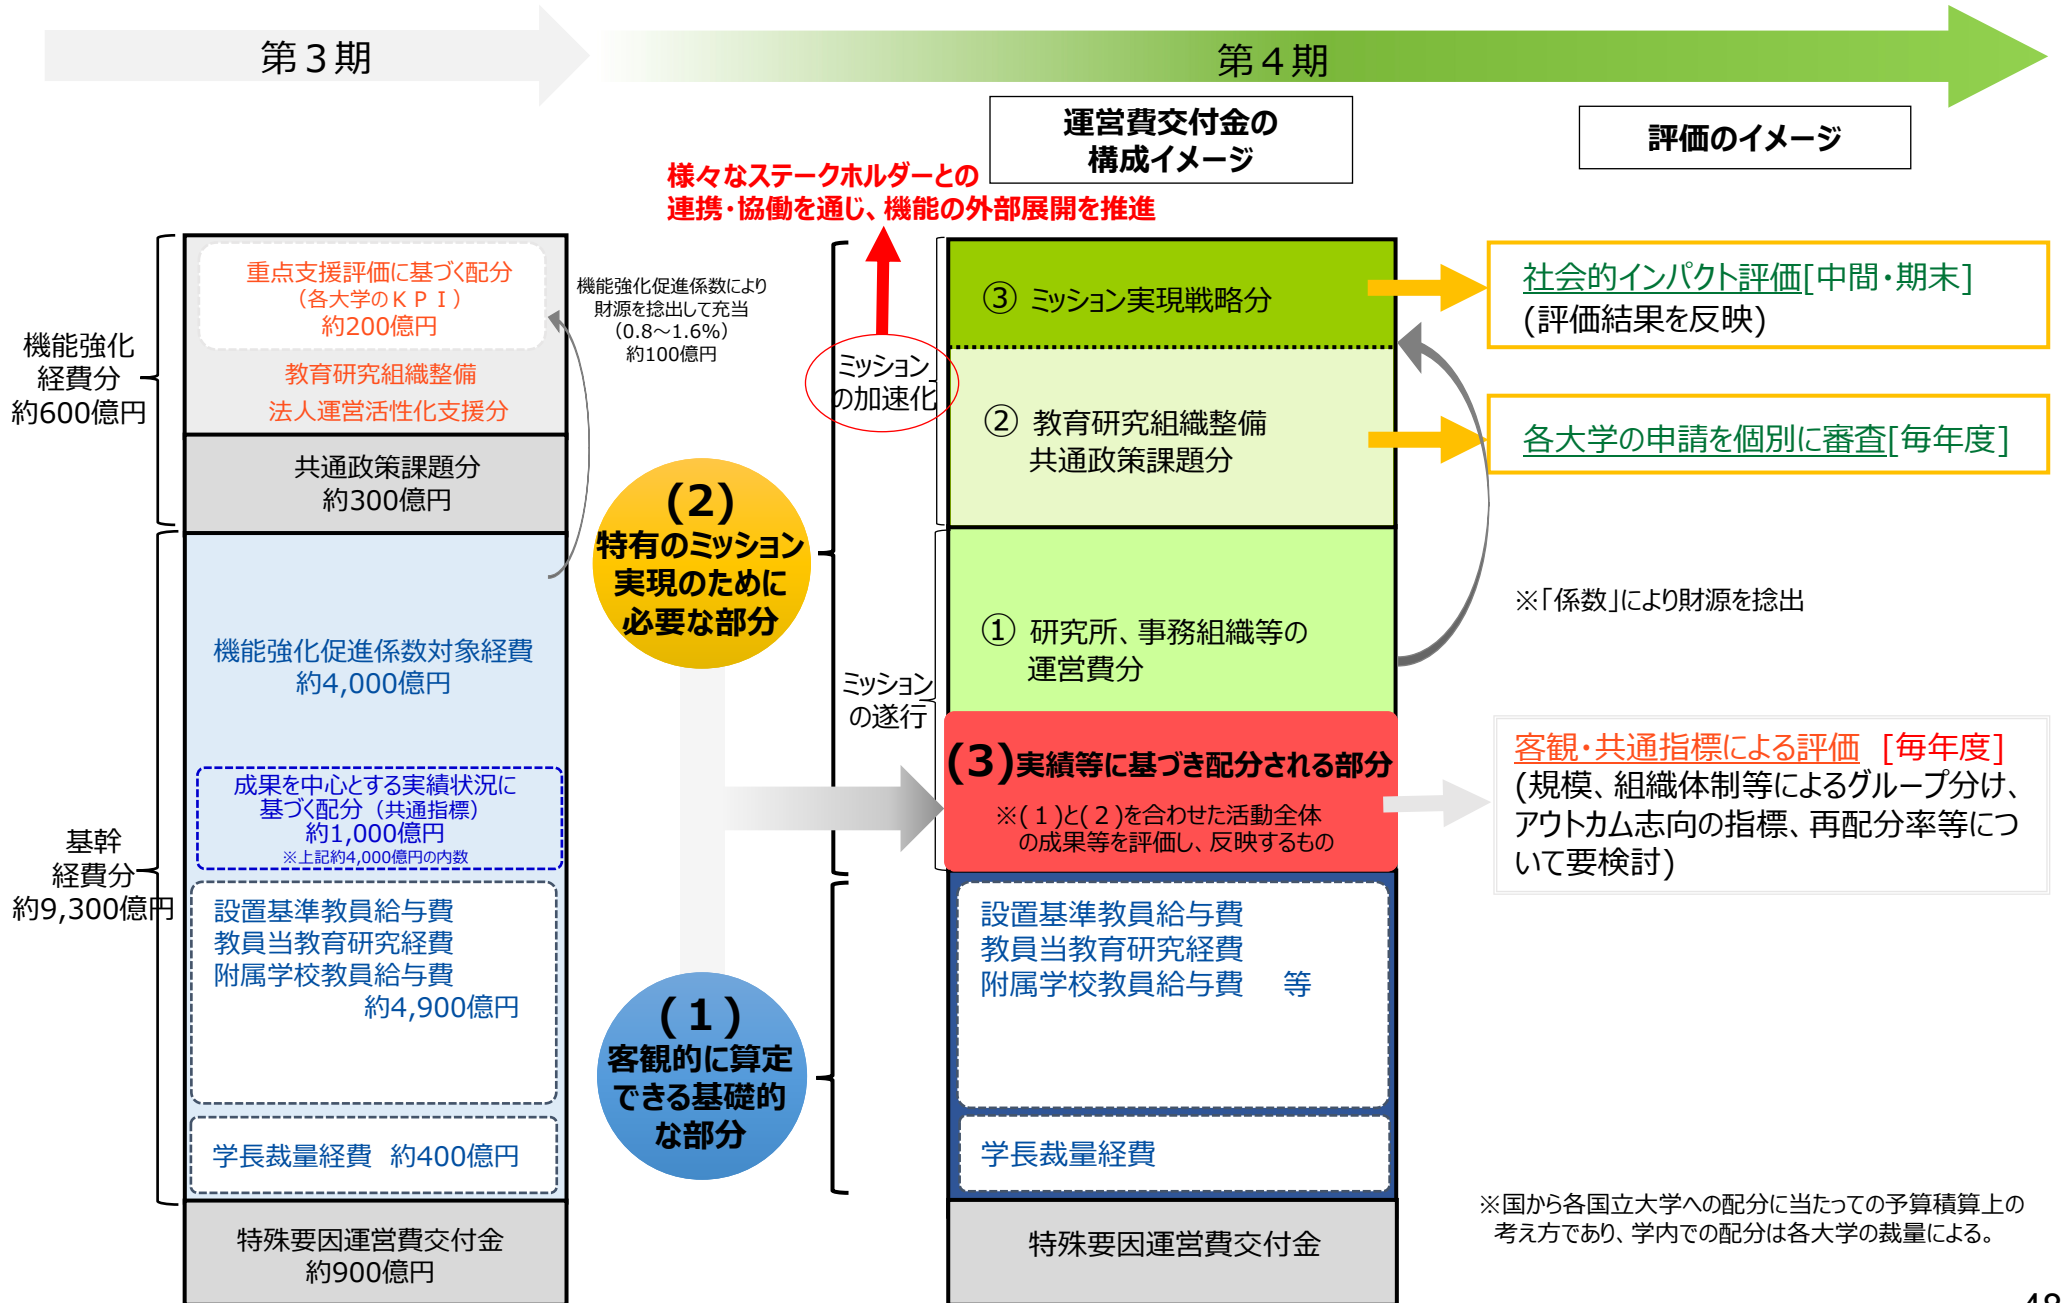 第３期
第４期
運営費交付金の
構成イメージ
評価のイメージ
様々なステークホルダーとの
連携・協働を通じ、機能の外部展開を推進
機能強化
経費分
約600億円
重点支援評価に基づく配分
（各大学のＫＰＩ）
約200億円
教育研究組織整備
法人運営活性化支援分
共通政策課題分
約300億円
機能強化促進係数により
財源を捻出して充当
（0.8～1.6%）
約100億円
基幹
経費分
約9,300億円
機能強化促進係数対象経費
約4,000億円
成果を中心とする実績状況に
基づく配分（共通指標）
約1,000億円
※上記約4,000億円の内数
設置基準教員給与費
教員当教育研究経費
附属学校教員給与費
約4,900億円
学長裁量経費 約400億円
特殊要因運営費交付金
約900億円
(2)
特有のミッション
実現のために
必要な部分
(１)
客観的に算定
できる基礎的
な部分
ミッション
の加速化
ミッション
の遂行
③ ミッション実現戦略分
② 教育研究組織整備
共通政策課題分
① 研究所、事務組織等の
運営費分
(3)実績等に基づき配分される部分
※(１)と(２)を合わせた活動全体
の成果等を評価し、反映するもの
設置基準教員給与費
教員当教育研究経費
附属学校教員給与費　等
学長裁量経費
特殊要因運営費交付金
社会的インパクト評価[中間・期末]
(評価結果を反映)
各大学の申請を個別に審査[毎年度]
※「係数」により財源を捻出
客観・共通指標による評価 [毎年度]
(規模、組織体制等によるグループ分け、
アウトカム志向の指標、再配分率等につ
いて要検討)
※国から各国立大学への配分に当たっての予算積算上の
考え方であり、学内での配分は各大学の裁量による。